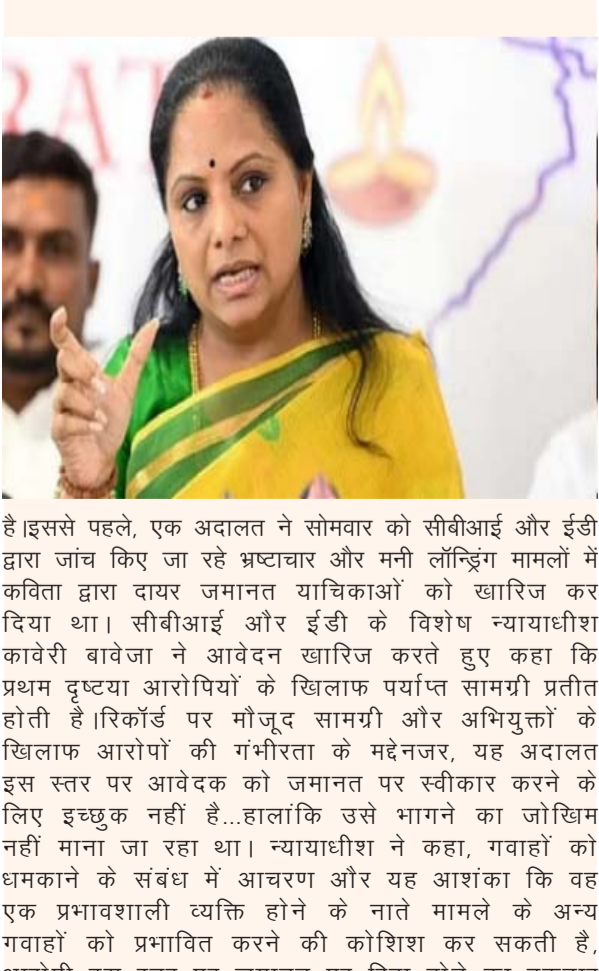 RAT
है।इससे पहले, एक अदालत ने सोमवार को सीबीआई और ईडी
द्वारा जांच किए जा रहे भ्रष्टाचार और मनी लॉन्ड्रिंग मामलों में
कविता द्वारा दायर जमानत याचिकाओं को खारिज कर
दिया था। सीबीआई और ईडी के विशेष न्यायाधीश
कावेरी बावेजा ने आवेदन खारिज करते हुए कहा कि
प्रथम दृष्टया आरोपियों के खिलाफ पर्याप्त सामग्री प्रतीत
होती है।रिकॉर्ड पर मौजूद सामग्री और अभियुक्तों के
खिलाफ आरोपों की गंभीरता के मद्देनजर, यह अदालत
इस स्तर पर आवेदक को जमानत पर स्वीकार करने के
लिए इच्छुक नहीं है...हालांकि उसे भागने का जोखिम
नहीं माना जा रहा था। न्यायाधीश ने कहा, गवाहों को
धमकाने के संबंध में आचरण और यह आशंका कि वह
एक प्रभावशाली व्यक्ति होने के नाते मामले के अन्य
गवाहों को प्रभावित करने की कोशिश कर सकती है,